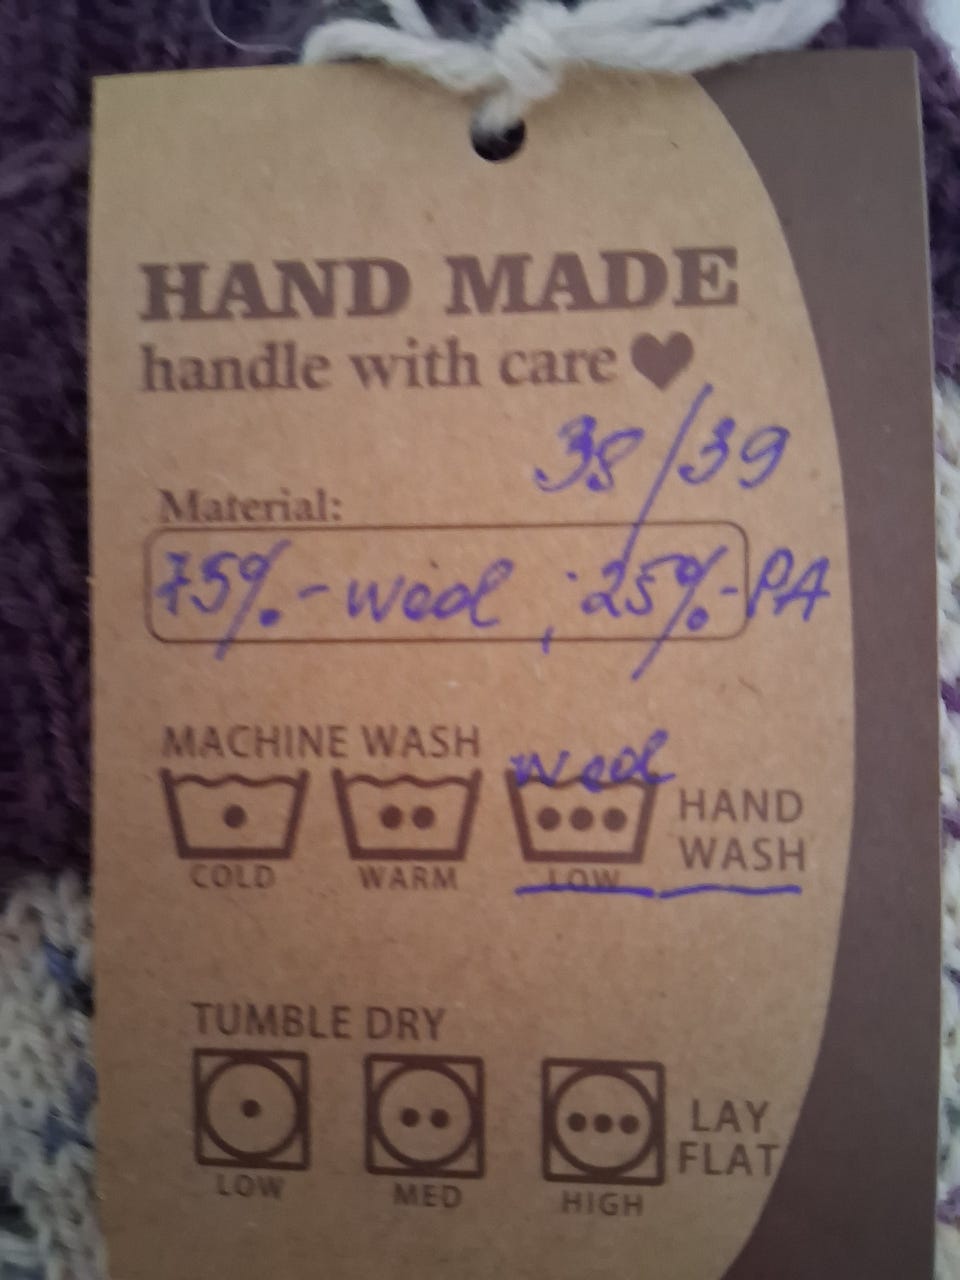 HAND MADE
handle with care
38/39
Material:
75%-wool; 25%-PA
MACHINE WASH
wool
HAND
WASH
COLD WARM LOW
TUMBLE DRY
LAY
FLAT
LOW MED HIGH